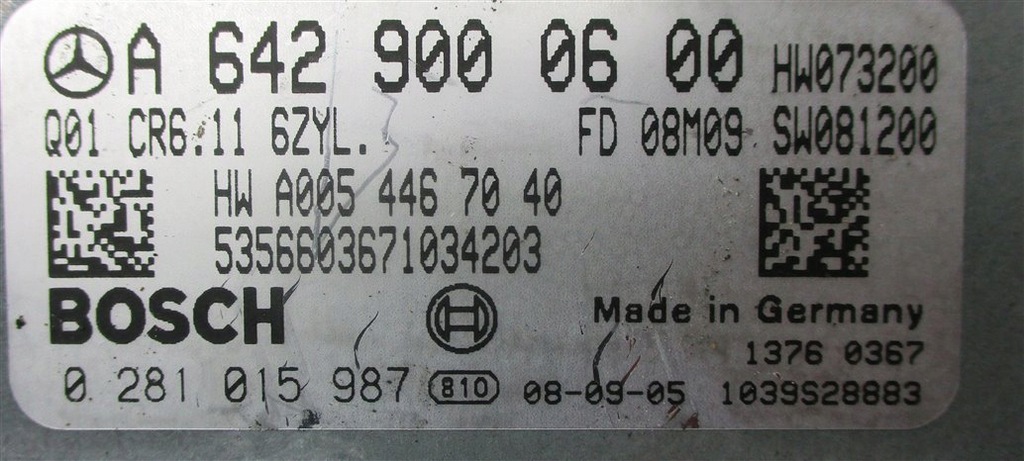 A 642 900 06 00 HW073200
Q01 CR6.11 6ZYL. FD 08M09 SW081200
HW A005 446 70 40
5356603671034203
BOSCH
Made in Germany
1376 0367
0 281 015 987 810 08-09-05 1039S28883